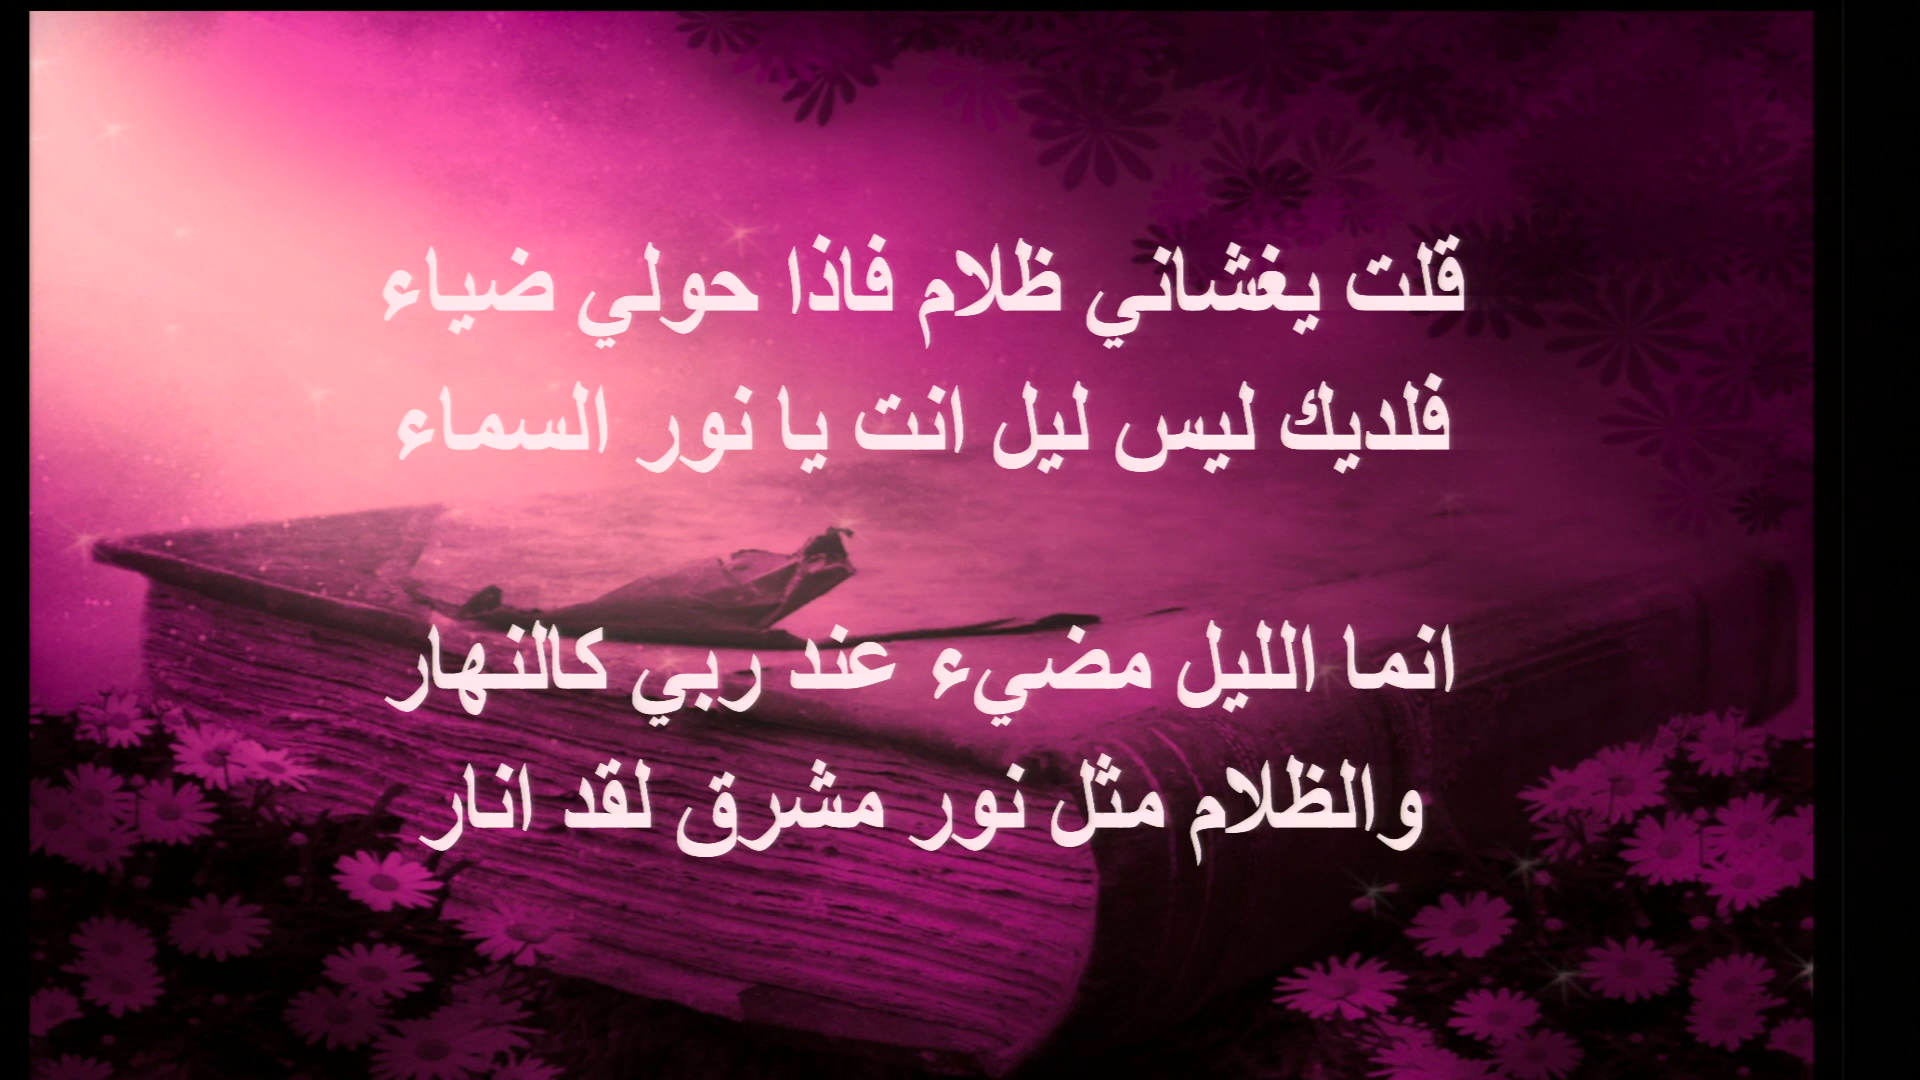 قلت يغشاني ظلام فاذا حولي ضياء
فلديك ليس ليل انت يا نور السماء
انما الليل مضيء عند ربي كالنهار
والظلام مثل نور مشرق لقد انار